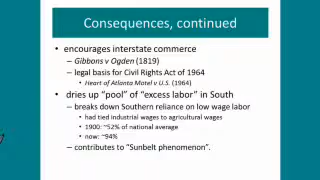 Consequences, continued
• encourages interstate commerce
– Gibbons v Ogden (1819)
– legal basis for Civil Rights Act of 1964
• Heart of Atlanta Motel v U.S. (1964)
• dries up “pool” of “excess labor” in South
– breaks down Southern reliance on low wage labor
• had tied industrial wages to agricultural wages
• 1900: ~52% of national average
• now: ~94%
– contributes to “Sunbelt phenomenon”.